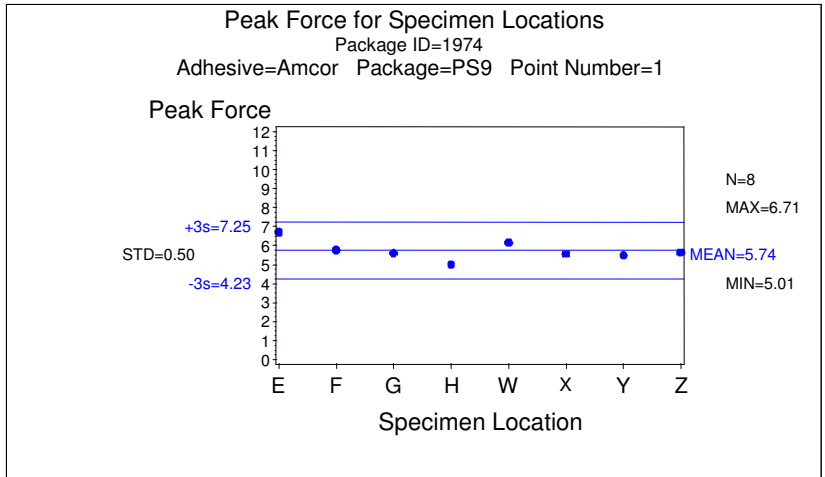 Peak Force for Specimen Locations
Package ID=1974
Adhesive=Amcor Package=PS9 Point Number=1
Peak Force
12
11
10
9
8
7
6
5
4
3
2
1
0
+3s=7.25
STD=0.50
-3s=4.23
N=8
MAX=6.71
MEAN=5.74
MIN=5.01
E F G H W X Y Z
Specimen Location